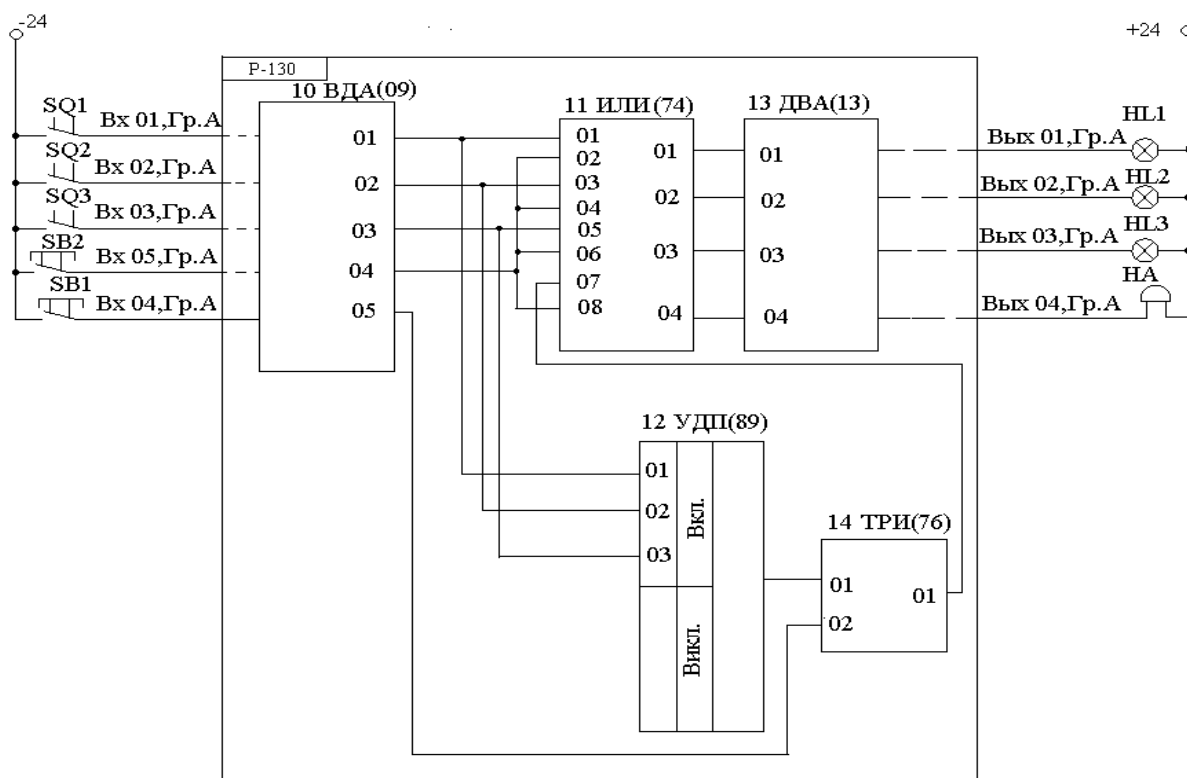 -24
+24
Р-130
10 ВДА(09)
11 ИЛИ(74)
13 ДВА(13)
SQ1
Вх 01,Гр.А
SQ2
Вх 02,Гр.А
SQ3
Вх 03,Гр.А
SB2
Вх 05,Гр.А
SB1
Вх 04,Гр.А
01
02
03
04
05
01
02
03
04
05
06
07
08
01
02
03
04
01
02
03
04
HL1
Вых 01,Гр.А
HL2
Вых 02,Гр.А
HL3
Вых 03,Гр.А
HA
Вых 04,Гр.А
12 УДП(89)
01
02
03
Вкл.
Викл.
14 ТРИ(76)
01
02
01